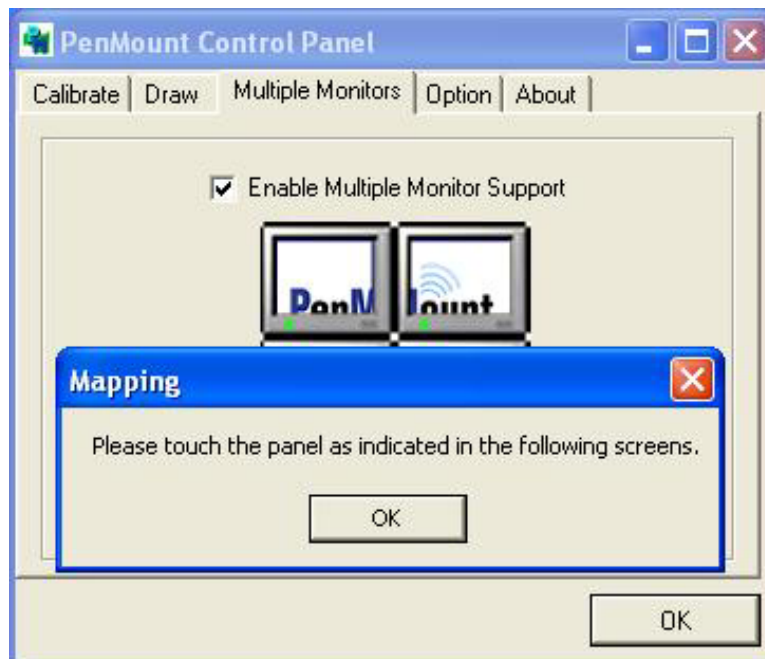 PenMount Control Panel
Calibrate Draw Multiple Monitors Option About
Enable Multiple Monitor Support
PenMount
Mapping
Please touch the panel as indicated in the following screens.
OK
OK